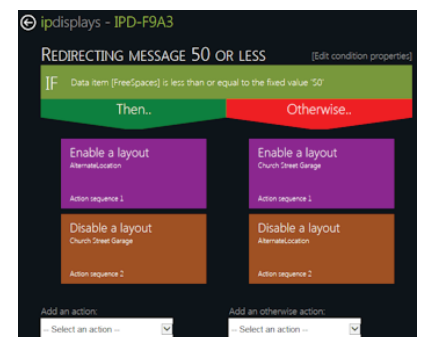 ipdisplays - IPD-F9A3
REDIRECTING MESSAGE 50 OR LESS
[Edit condition properties]
IF Data item [FreeSpaces] is less than or equal to the fixed value '50'
Then..
Otherwise..
Enable a layout
AlternateLocation
Action sequence 1
Enable a layout
Church Street Garage
Action sequence 1
Disable a layout
Church Street Garage
Action sequence 2
Disable a layout
AlternateLocation
Action sequence 2
Add an action:
-- Select an action --
Add an otherwise action:
-- Select an action --